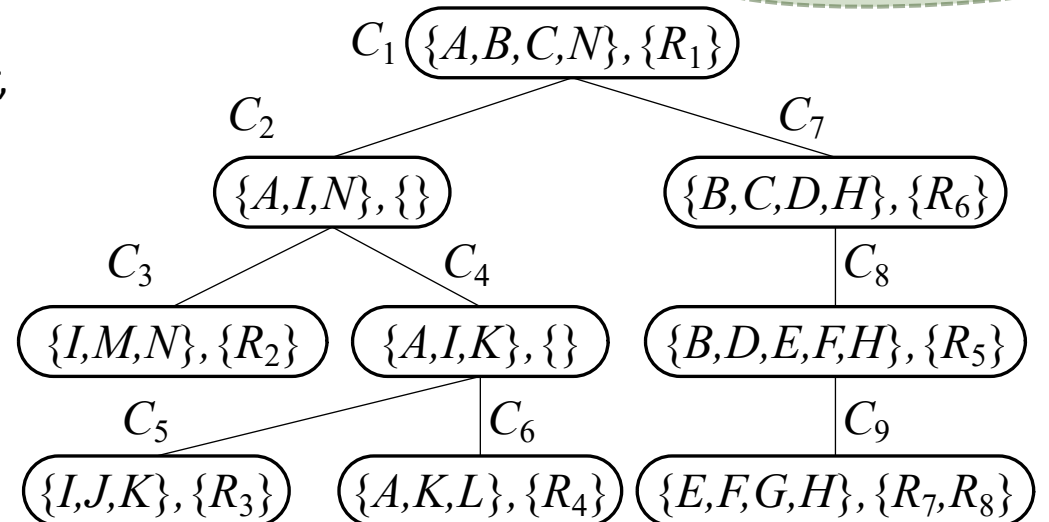 C₁ {A,B,C,N},{R₁}
,
C₂ C₇
{A,I,N},{} {B,C,D,H},{R₆}
C₃ C₄ C₈
{I,M,N},{R₂} {A,I,K},{} {B,D,E,F,H},{R₅}
C₅ C₆ C₉
{I,J,K},{R₃} {A,K,L},{R₄} {E,F,G,H},{R₇,R₈}